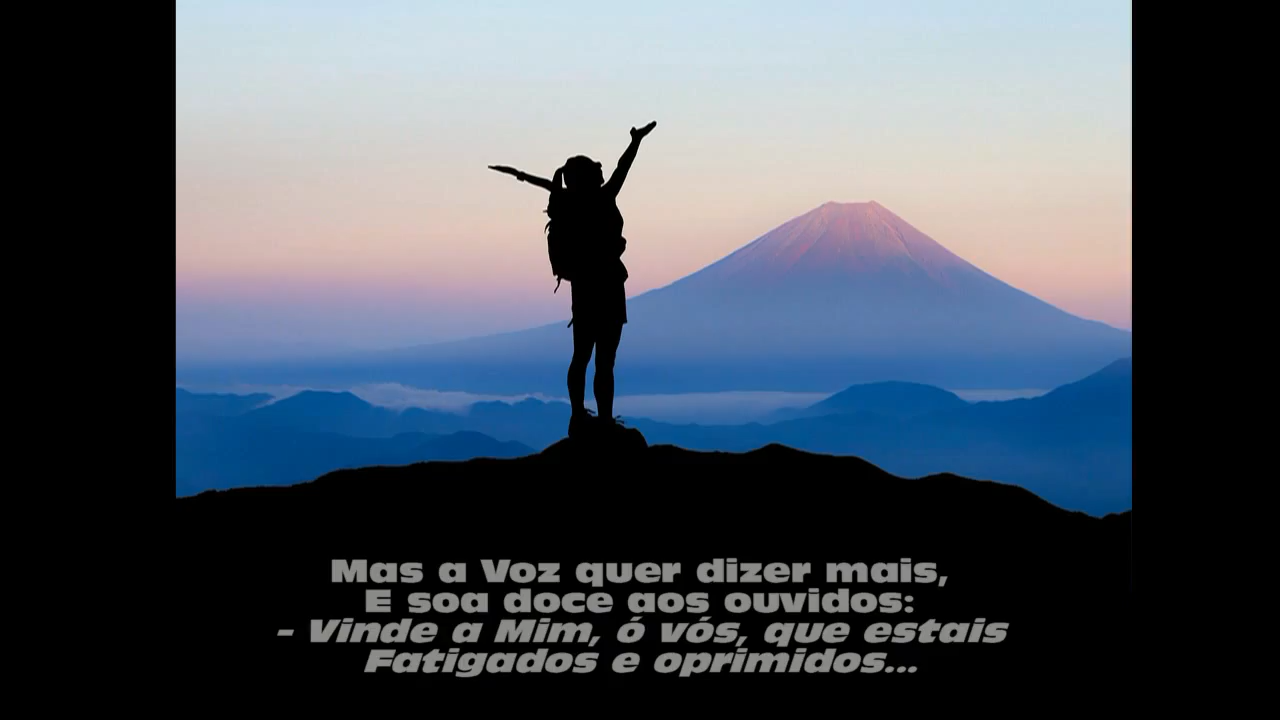 Mas a Voz quer dizer mais,
E soa doce aos ouvidos:
- Vinde a Mim, ó vós, que estais
Fatigados e oprimidos...